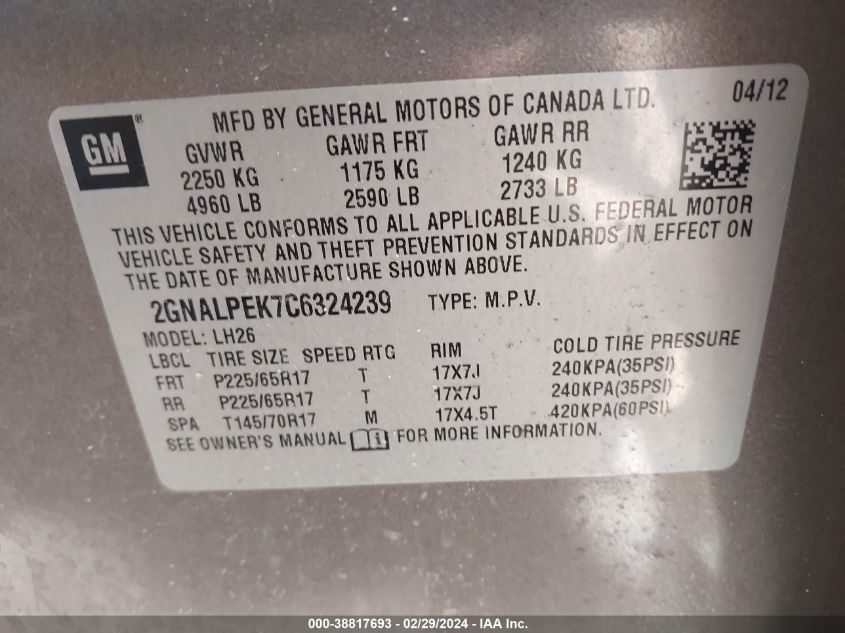 GM
MFD BY GENERAL MOTORS OF CANADA LTD. 04/12
GVWR GAWR FRT GAWR RR
2250 KG 1175 KG 1240 KG
4960 LB 2590 LB 2733 LB
THIS VEHICLE CONFORMS TO ALL APPLICABLE U.S. FEDERAL MOTOR
VEHICLE SAFETY AND THEFT PREVENTION STANDARDS IN EFFECT ON
THE DATE OF MANUFACTURE SHOWN ABOVE.
2GNALPEK7C6324239 TYPE: M.P.V.
MODEL: LH26
LBCL TIRE SIZE SPEED RTG RIM COLD TIRE PRESSURE
FRT P225/65R17 T 17X7J 240KPA(35PSI)
RR P225/65R17 T 17X7J 240KPA(35PSI)
SPA T145/70R17 M 17X4.5T 420KPA(60PSI)
SEE OWNER'S MANUAL FOR MORE INFORMATION.
000-38817693 - 02/29/2024 - IAA Inc.